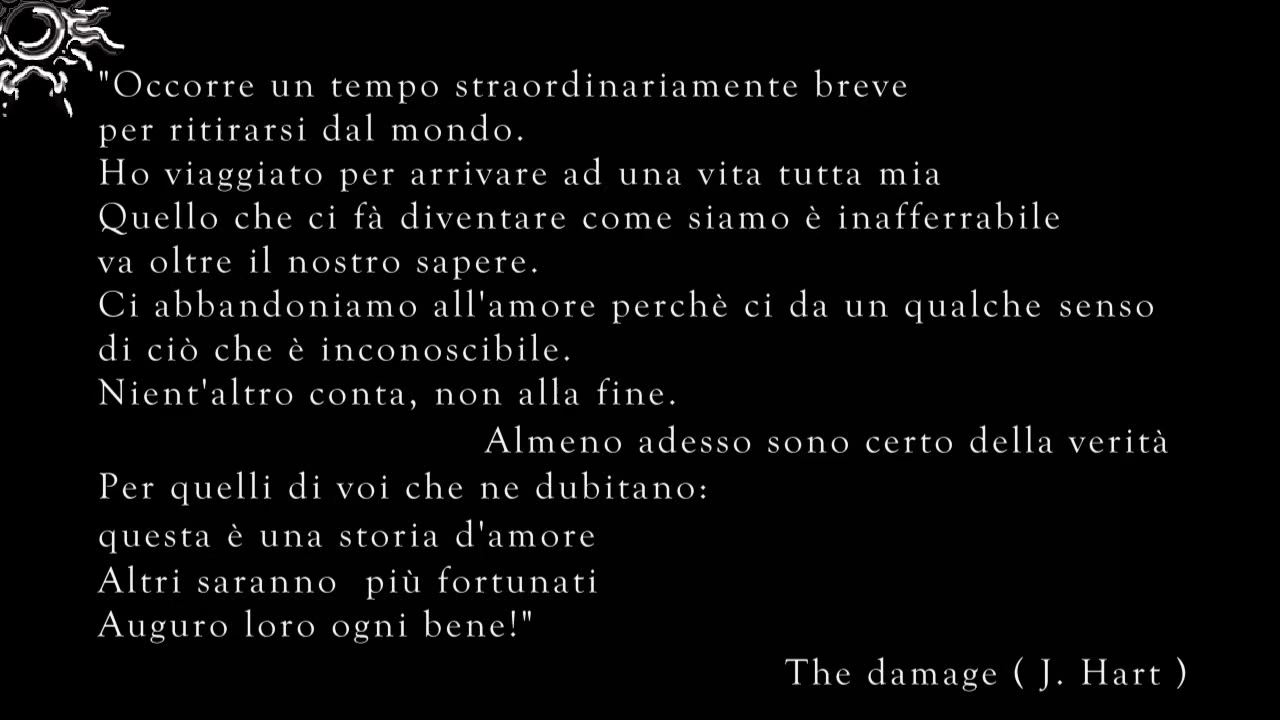 "Occorre un tempo straordinariamente breve
per ritirarsi dal mondo.
Ho viaggiato per arrivare ad una vita tutta mia
Quello che ci fà diventare come siamo è inafferrabile
va oltre il nostro sapere.
Ci abbandoniamo all'amore perchè ci da un qualche senso
di ciò che è inconoscibile.
Nient'altro conta, non alla fine.
Almeno adesso sono certo della verità
Per quelli di voi che ne dubitano:
questa è una storia d'amore
Altri saranno  più fortunati
Auguro loro ogni bene!"
The damage ( J. Hart )